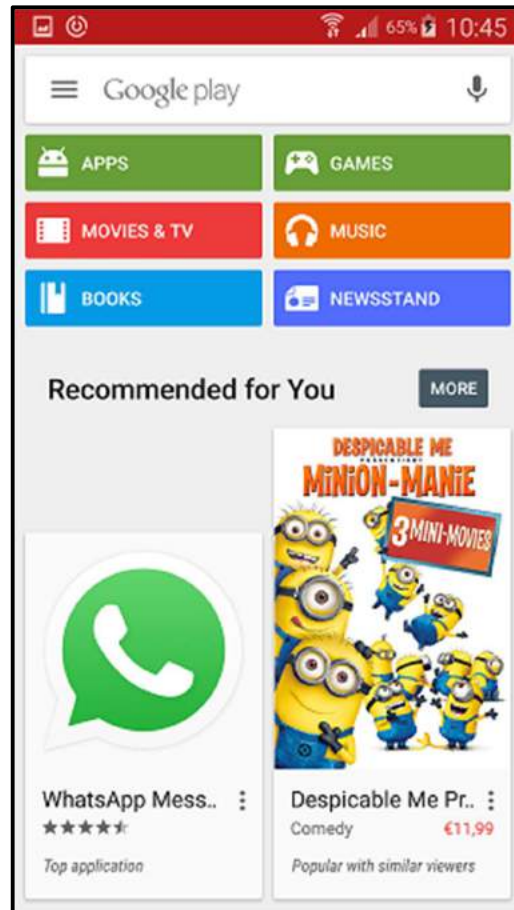 65% 10:45
Google play
APPS
GAMES
MOVIES & TV
MUSIC
BOOKS
NEWSSTAND
Recommended for You
MORE
DESPICABLE ME
PRÄSENTIERT
MINION-MANIE
3 MINI-MOVIES
WhatsApp Mess..
Top application
Despicable Me Pr..
Comedy €11,99
Popular with similar viewers